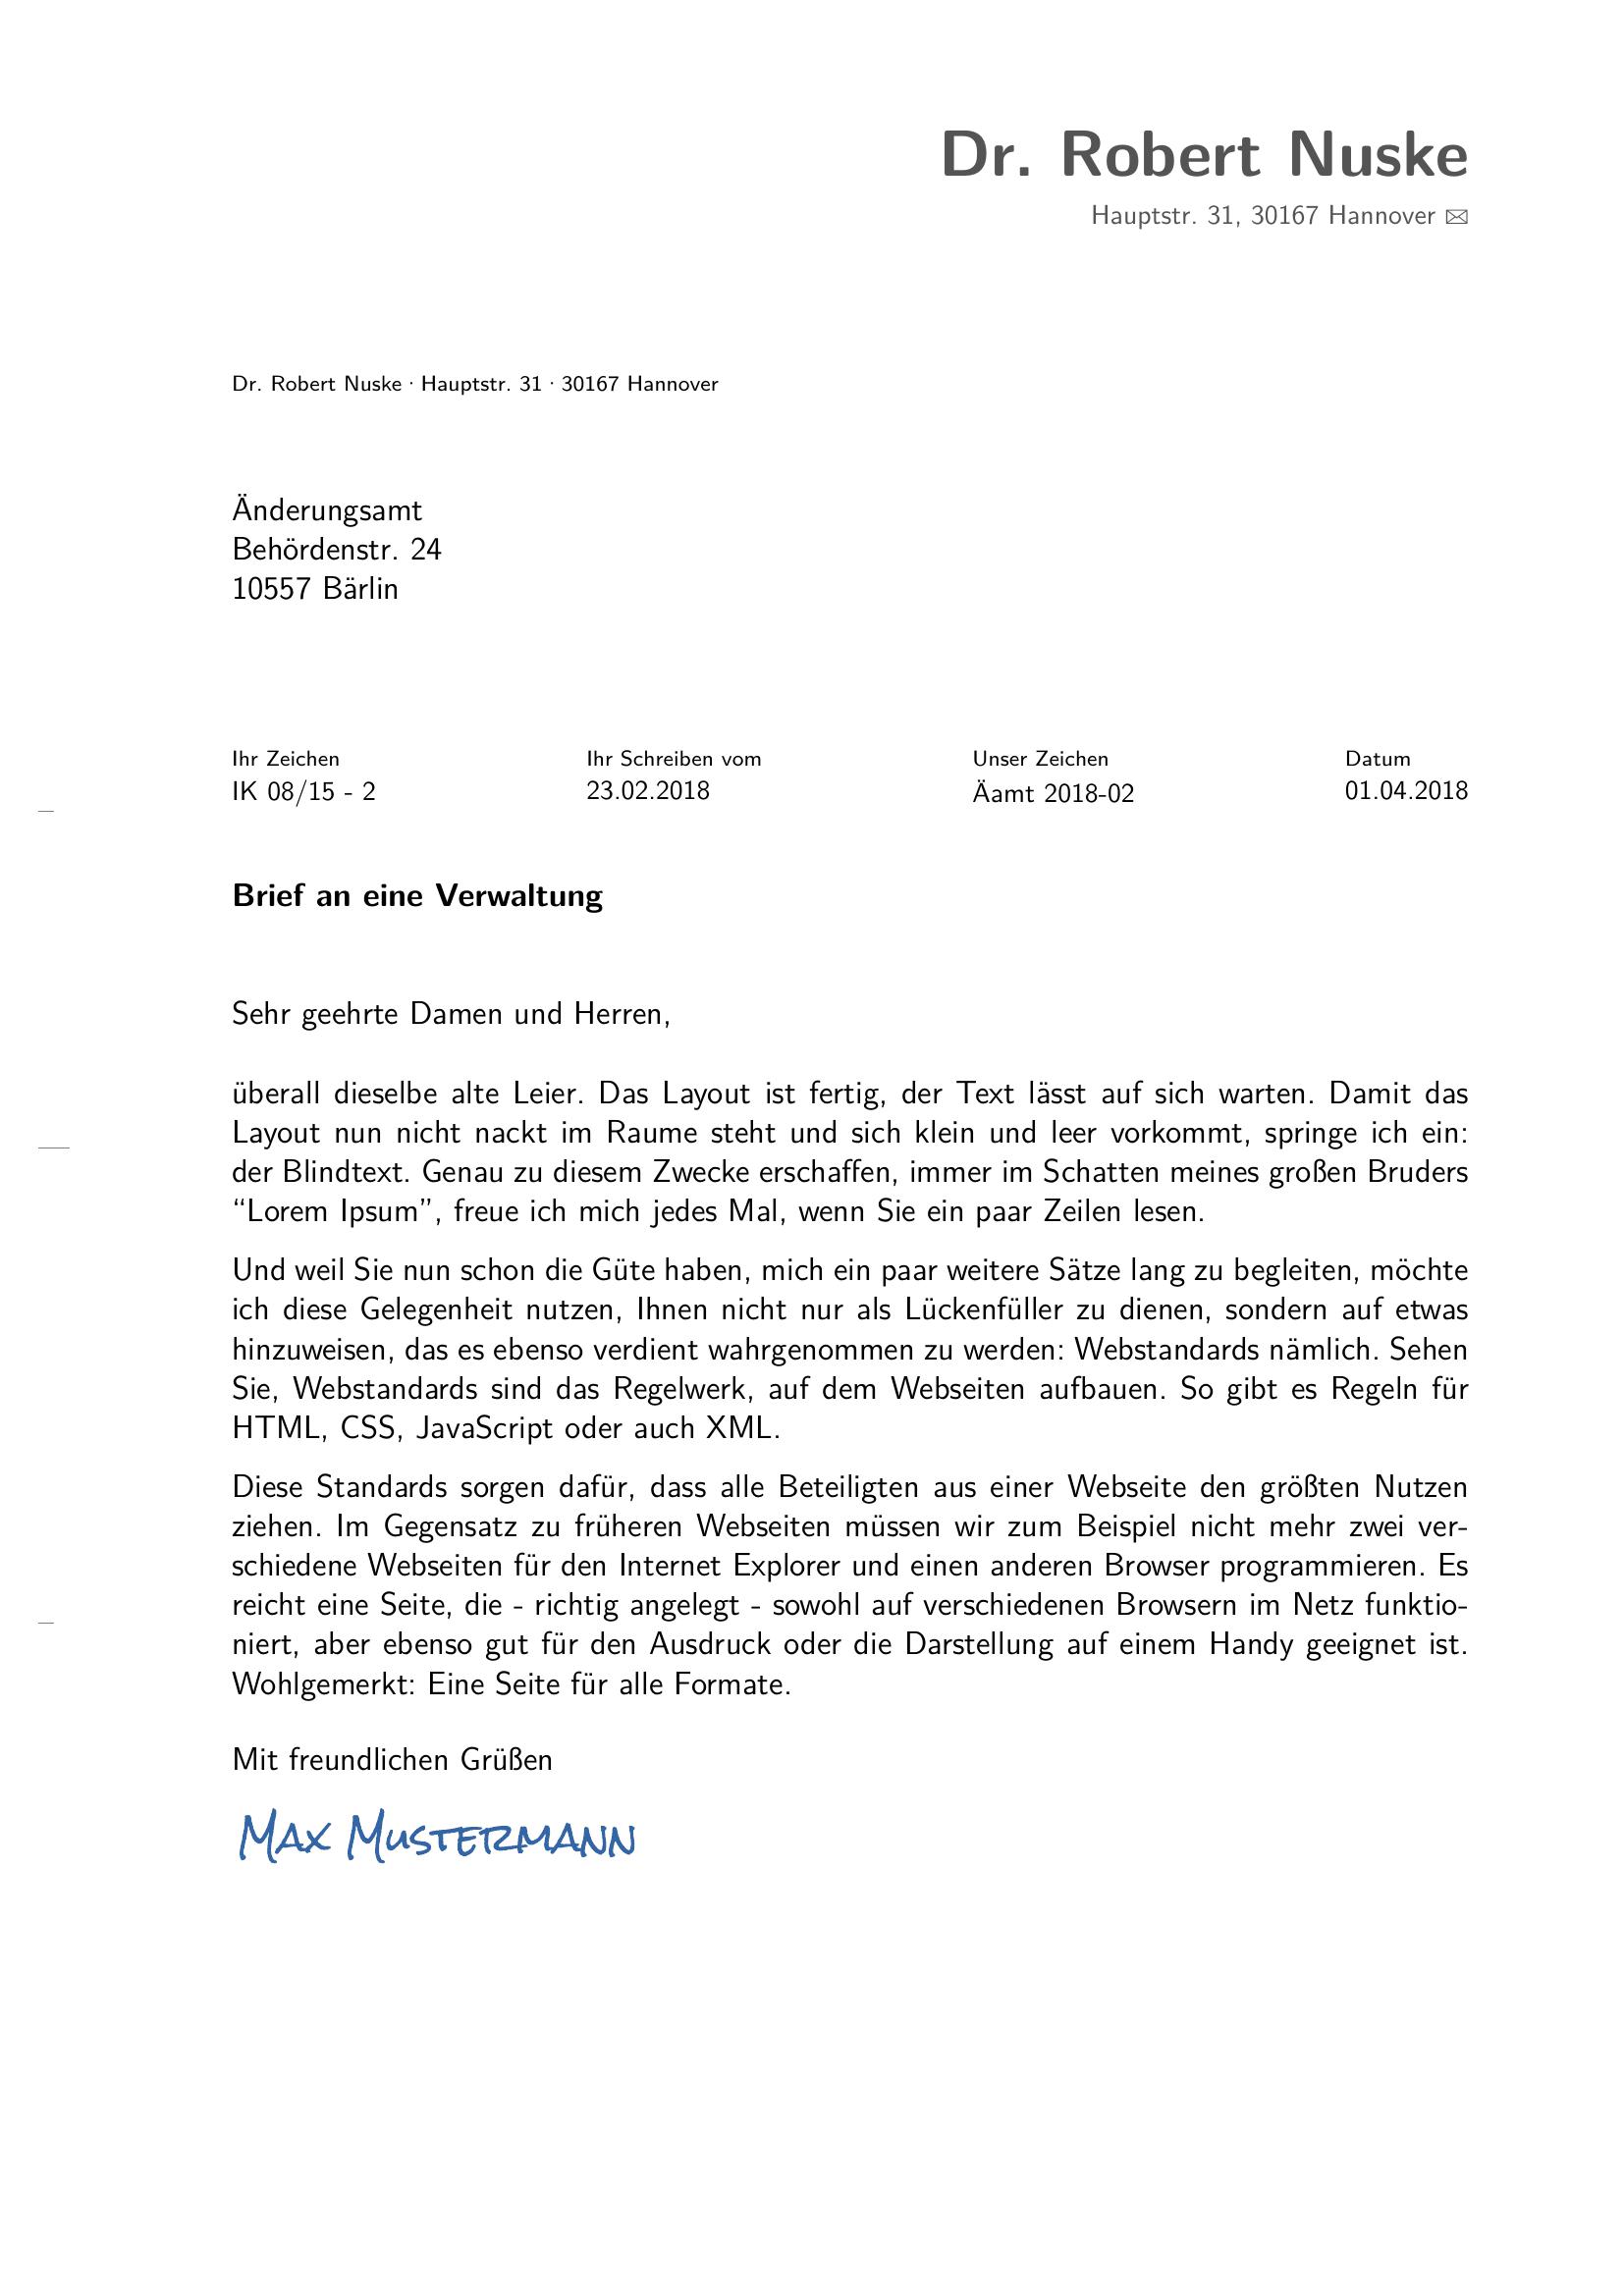 Dr. Robert Nuske
Hauptstr. 31, 30167 Hannover
Dr. Robert Nuske · Hauptstr. 31 · 30167 Hannover
Änderungsamt
Behördenstr. 24
10557 Bärlin
Ihr Zeichen Ihr Schreiben vom Unser Zeichen Datum
IK 08/15 - 2 23.02.2018 Äamt 2018-02 01.04.2018
Brief an eine Verwaltung
Sehr geehrte Damen und Herren,
überall dieselbe alte Leier. Das Layout ist fertig, der Text lässt auf sich warten. Damit das
Layout nun nicht nackt im Raume steht und sich klein und leer vorkommt, springe ich ein:
der Blindtext. Genau zu diesem Zwecke erschaffen, immer im Schatten meines großen Bruders
“Lorem Ipsum”, freue ich mich jedes Mal, wenn Sie ein paar Zeilen lesen.
Und weil Sie nun schon die Güte haben, mich ein paar weitere Sätze lang zu begleiten, möchte
ich diese Gelegenheit nutzen, Ihnen nicht nur als Lückenfüller zu dienen, sondern auf etwas
hinzuweisen, das es ebenso verdient wahrgenommen zu werden: Webstandards nämlich. Sehen
Sie, Webstandards sind das Regelwerk, auf dem Webseiten aufbauen. So gibt es Regeln für
HTML, CSS, JavaScript oder auch XML.
Diese Standards sorgen dafür, dass alle Beteiligten aus einer Webseite den größten Nutzen
ziehen. Im Gegensatz zu früheren Webseiten müssen wir zum Beispiel nicht mehr zwei ver-
schiedene Webseiten für den Internet Explorer und einen anderen Browser programmieren. Es
reicht eine Seite, die - richtig angelegt - sowohl auf verschiedenen Browsern im Netz funktio-
niert, aber ebenso gut für den Ausdruck oder die Darstellung auf einem Handy geeignet ist.
Wohlgemerkt: Eine Seite für alle Formate.
Mit freundlichen Grüßen
Max Mustermann